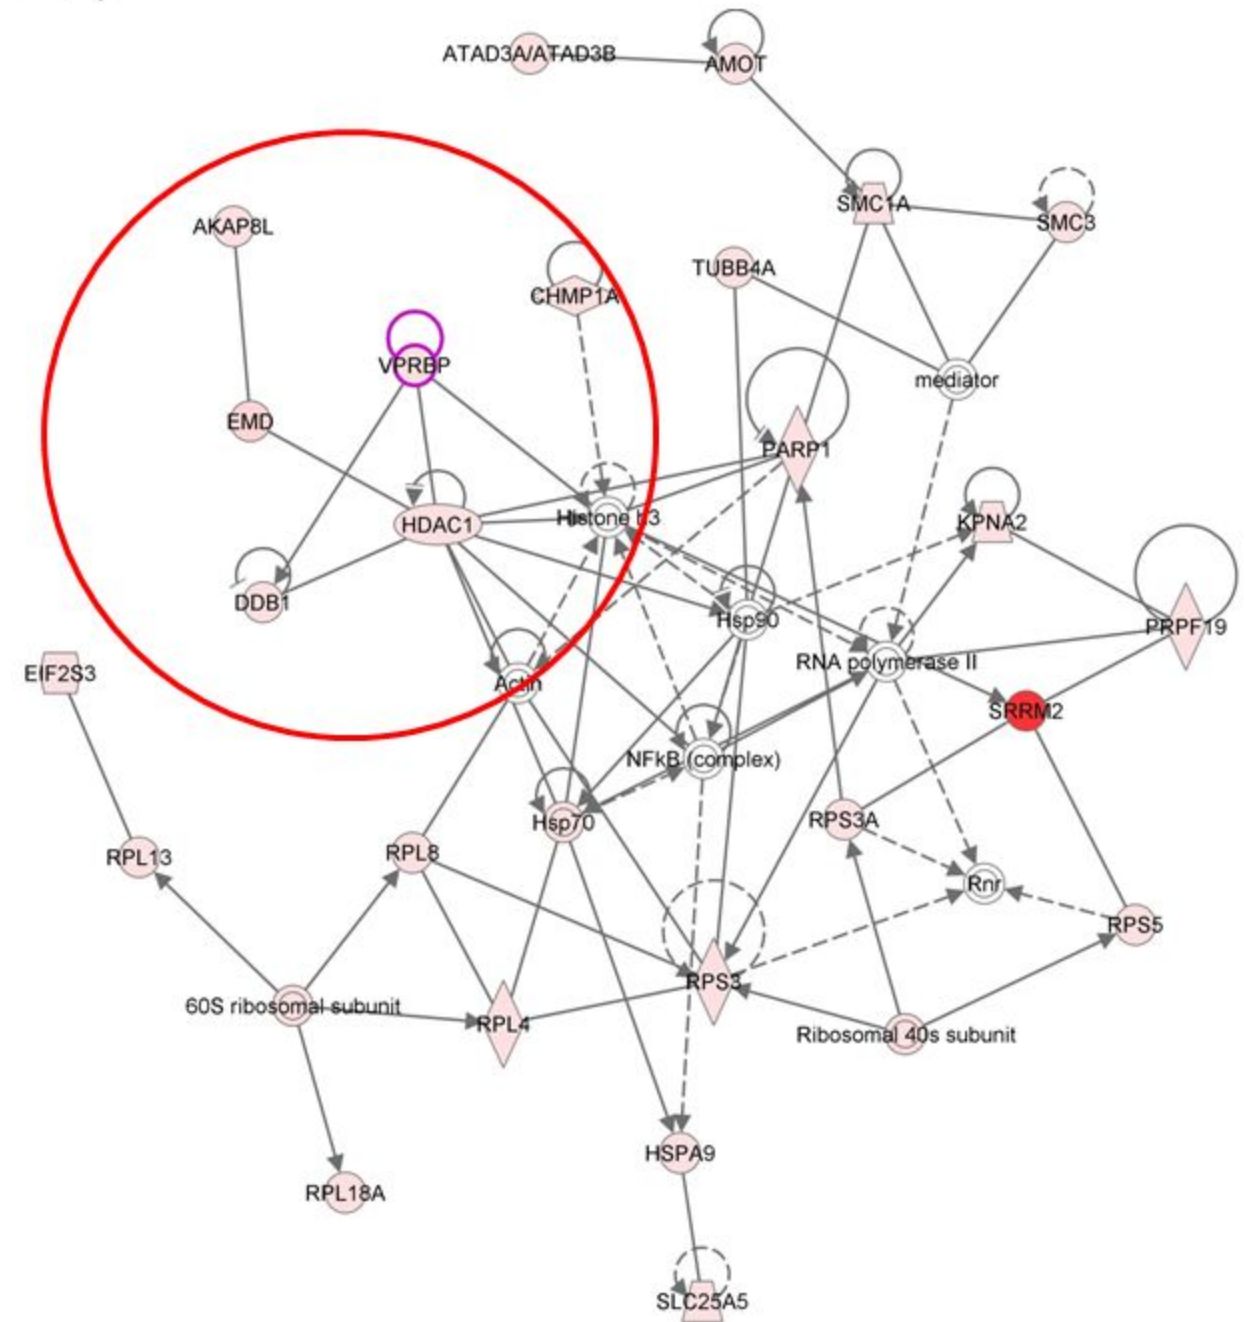 ATAD3A/ATAD3B
AMOT
SMC1A
SMC3
AKAP8L
TUBB4A
CHMP1A
VPRBP
mediator
EMD
PARP1
HDAC1
Histone h3
KPNA2
DDB1
Hsp90
PRPF19
RNA polymerase II
EIF2S3
Actin
SRRM2
NFkB (complex)
Hsp70
RPS3A
RPL13
RPL8
Rnr
RPS5
RPS3
60S ribosomal subunit
RPL4
Ribosomal 40s subunit
HSPA9
RPL18A
SLC25A5